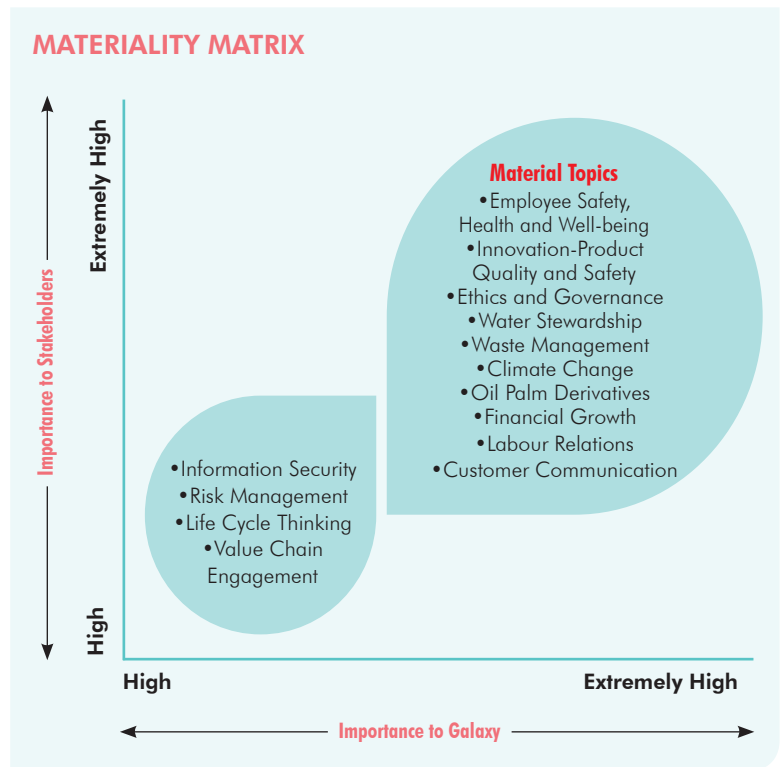 MATERIALITY MATRIX
Importance to Stakeholders
Extremely High
High
Material Topics
•Employee Safety,
Health and Well-being
•Innovation-Product
Quality and Safety
•Ethics and Governance
•Water Stewardship
•Waste Management
•Climate Change
•Oil Palm Derivatives
•Financial Growth
•Labour Relations
•Customer Communication
•Information Security
•Risk Management
•Life Cycle Thinking
•Value Chain
Engagement
High
Extremely High
Importance to Galaxy